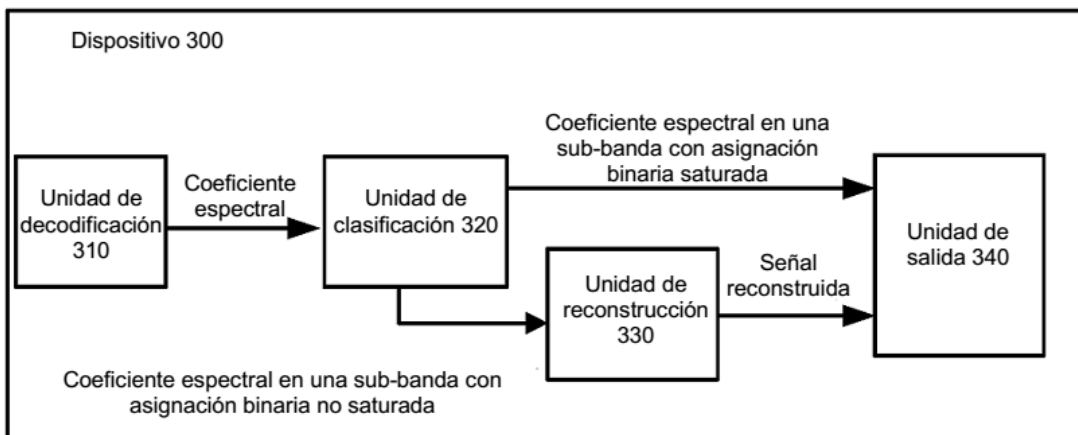 Dispositivo 300
Coeficiente espectral en una
sub-banda con asignación
binaria saturada
Unidad de
decodificación
310
Coeficiente
espectral
Unidad de
clasificación 320
Unidad de
salida 340
Unidad de
reconstrucción
330
Señal
reconstruida
Coeficiente espectral en una sub-banda con
asignación binaria no saturada